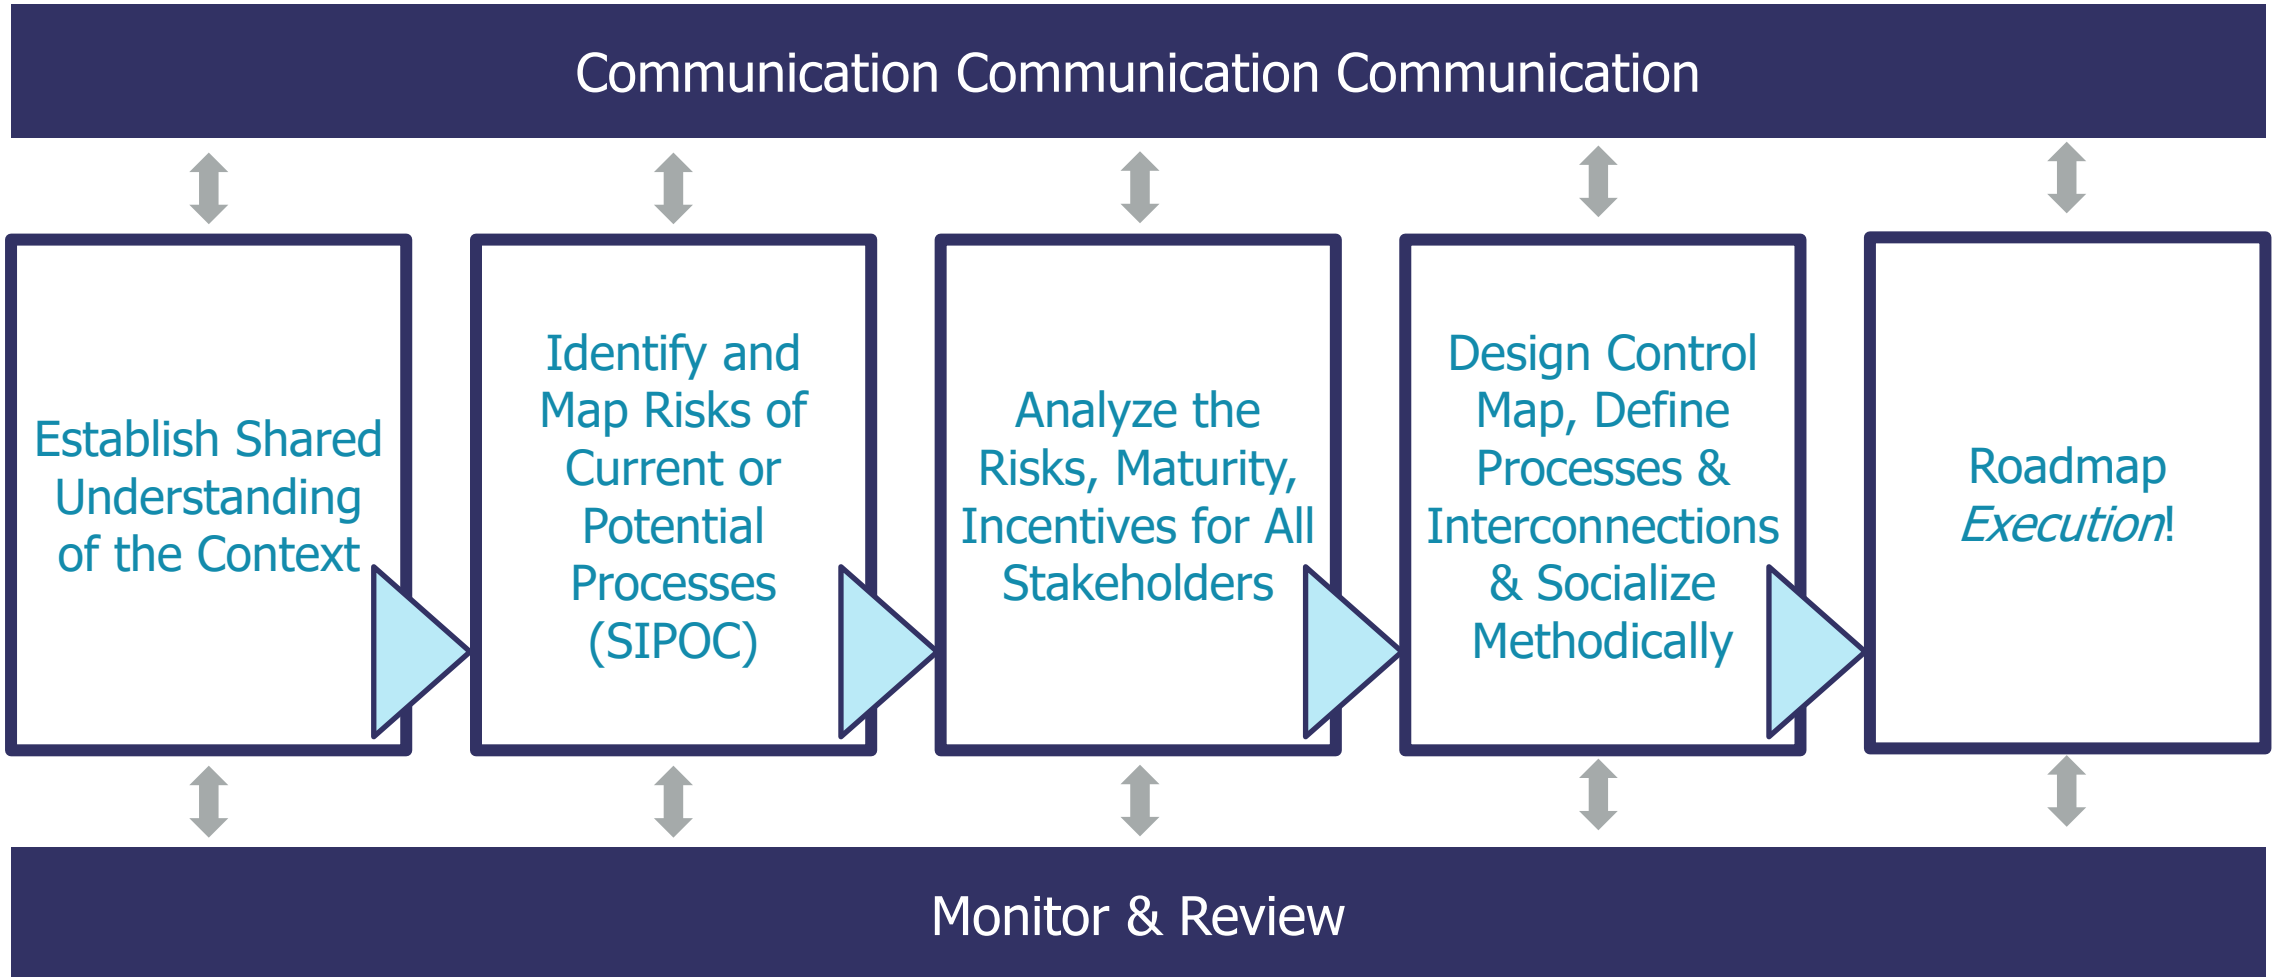 Communication Communication Communication
Establish Shared
Understanding
of the Context
Identify and
Map Risks of
Current or
Potential
Processes
(SIPOC)
Analyze the
Risks, Maturity,
Incentives for All
Stakeholders
Design Control
Map, Define
Processes &
Interconnections
& Socialize
Methodically
Roadmap
Execution!
Monitor & Review